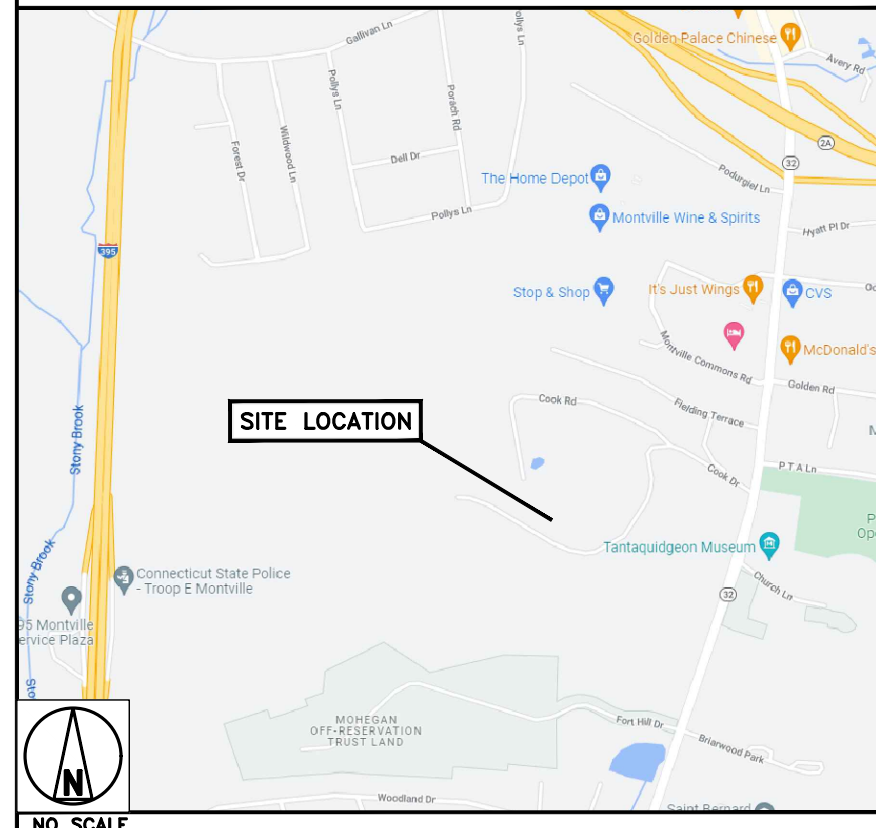 Gallivan Ln
Pollys Ln
Golden Palace Chinese
Avery Rd
Pollys Ln
Porach Rd
Forest Dr
Wildwood Ln
Dell Dr
2A
32
The Home Depot
Podurgiel Ln
Pollys Ln
Montville Wine & Spirits
Hyatt Pl Dr
395
Stop & Shop
It's Just Wings
CVS
Go
Montville Commons Rd
McDonald's
Golden Rd
SITE LOCATION
Cook Rd
Fielding Terrace
M
Stony Brook
Cook Dr
P T A Ln
P
Ope
Tantaquidgeon Museum
Stony Brook
Connecticut State Police
- Troop E Montville
Church Ln
32
95 Montville
ervice Plaza
Sto
MOHEGAN
OFF-RESERVATION
TRUST LAND
Fort Hill Dr
Briarwood Park
N
Woodland Dr
Saint Bernard
NO SCALE